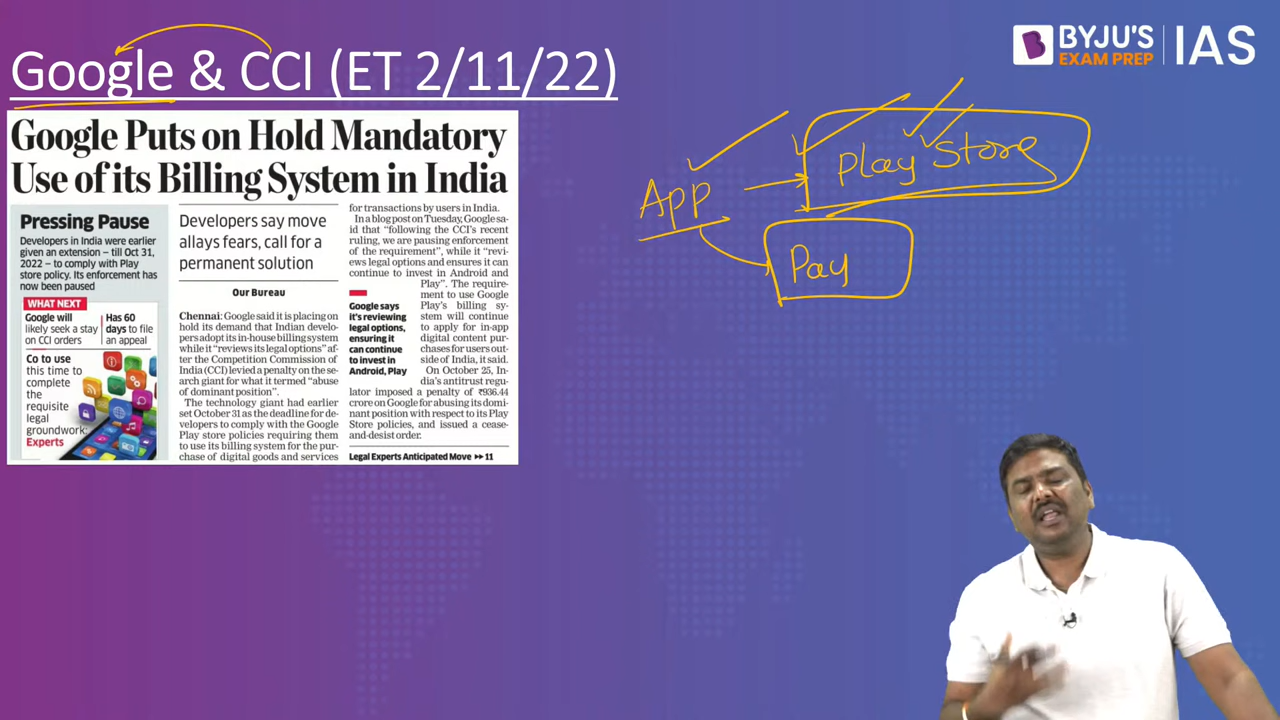 Google & CCI (ET 2/11/22)
BYJU'S
EXAM PREP
IAS
Google Puts on Hold Mandatory
Use of its Billing System in India
Pressing Pause
Developers in India were earlier
given an extension – till Oct 31,
2022 – to comply with Play
store policy. Its enforcement has
now been paused
WHAT NEXT
Google will
likely seek a stay
on CCI orders
Has 60
days to file
an appeal
Co to use
this time to
complete
the
requisite
legal
groundwork:
Experts
Developers say move
allays fears, call for a
permanent solution
Our Bureau
Chennai: Google said it is placing on
hold its demand that Indian develo-
pers adopt its in-house billing system
while it “reviews its legal options” af-
ter the Competition Commission of
India (CCI) levied a penalty on the se-
arch giant for what it termed “abuse
of dominant position”.
The technology giant had earlier
set October 31 as the deadline for de-
velopers to comply with the Google
Play store policies requiring them
to use its billing system for the pur-
chase of digital goods and services
for transactions by users in India.
In a blog post on Tuesday, Google sa-
id that “following the CCI’s recent
ruling, we are pausing enforcement
of the requirement”, while it “revi-
ews legal options and ensures it can
continue to invest in Android and
Play”. The require-
ment to use Google
Play’s billing sy-
stem will continue
to apply for in-app
digital content pur-
chases for users out-
side of India, it said.
On October 25, In-
dia’s antitrust regu-
lator imposed a penalty of ₹936.44
crore on Google for abusing its domi-
nant position with respect to its Play
Store policies, and issued a cease-
and-desist order.
Google says
it's reviewing
legal options,
ensuring it
can continue
to invest in
Android, Play
Legal Experts Anticipated Move ▸▸ 11
App
Play Store
Pay